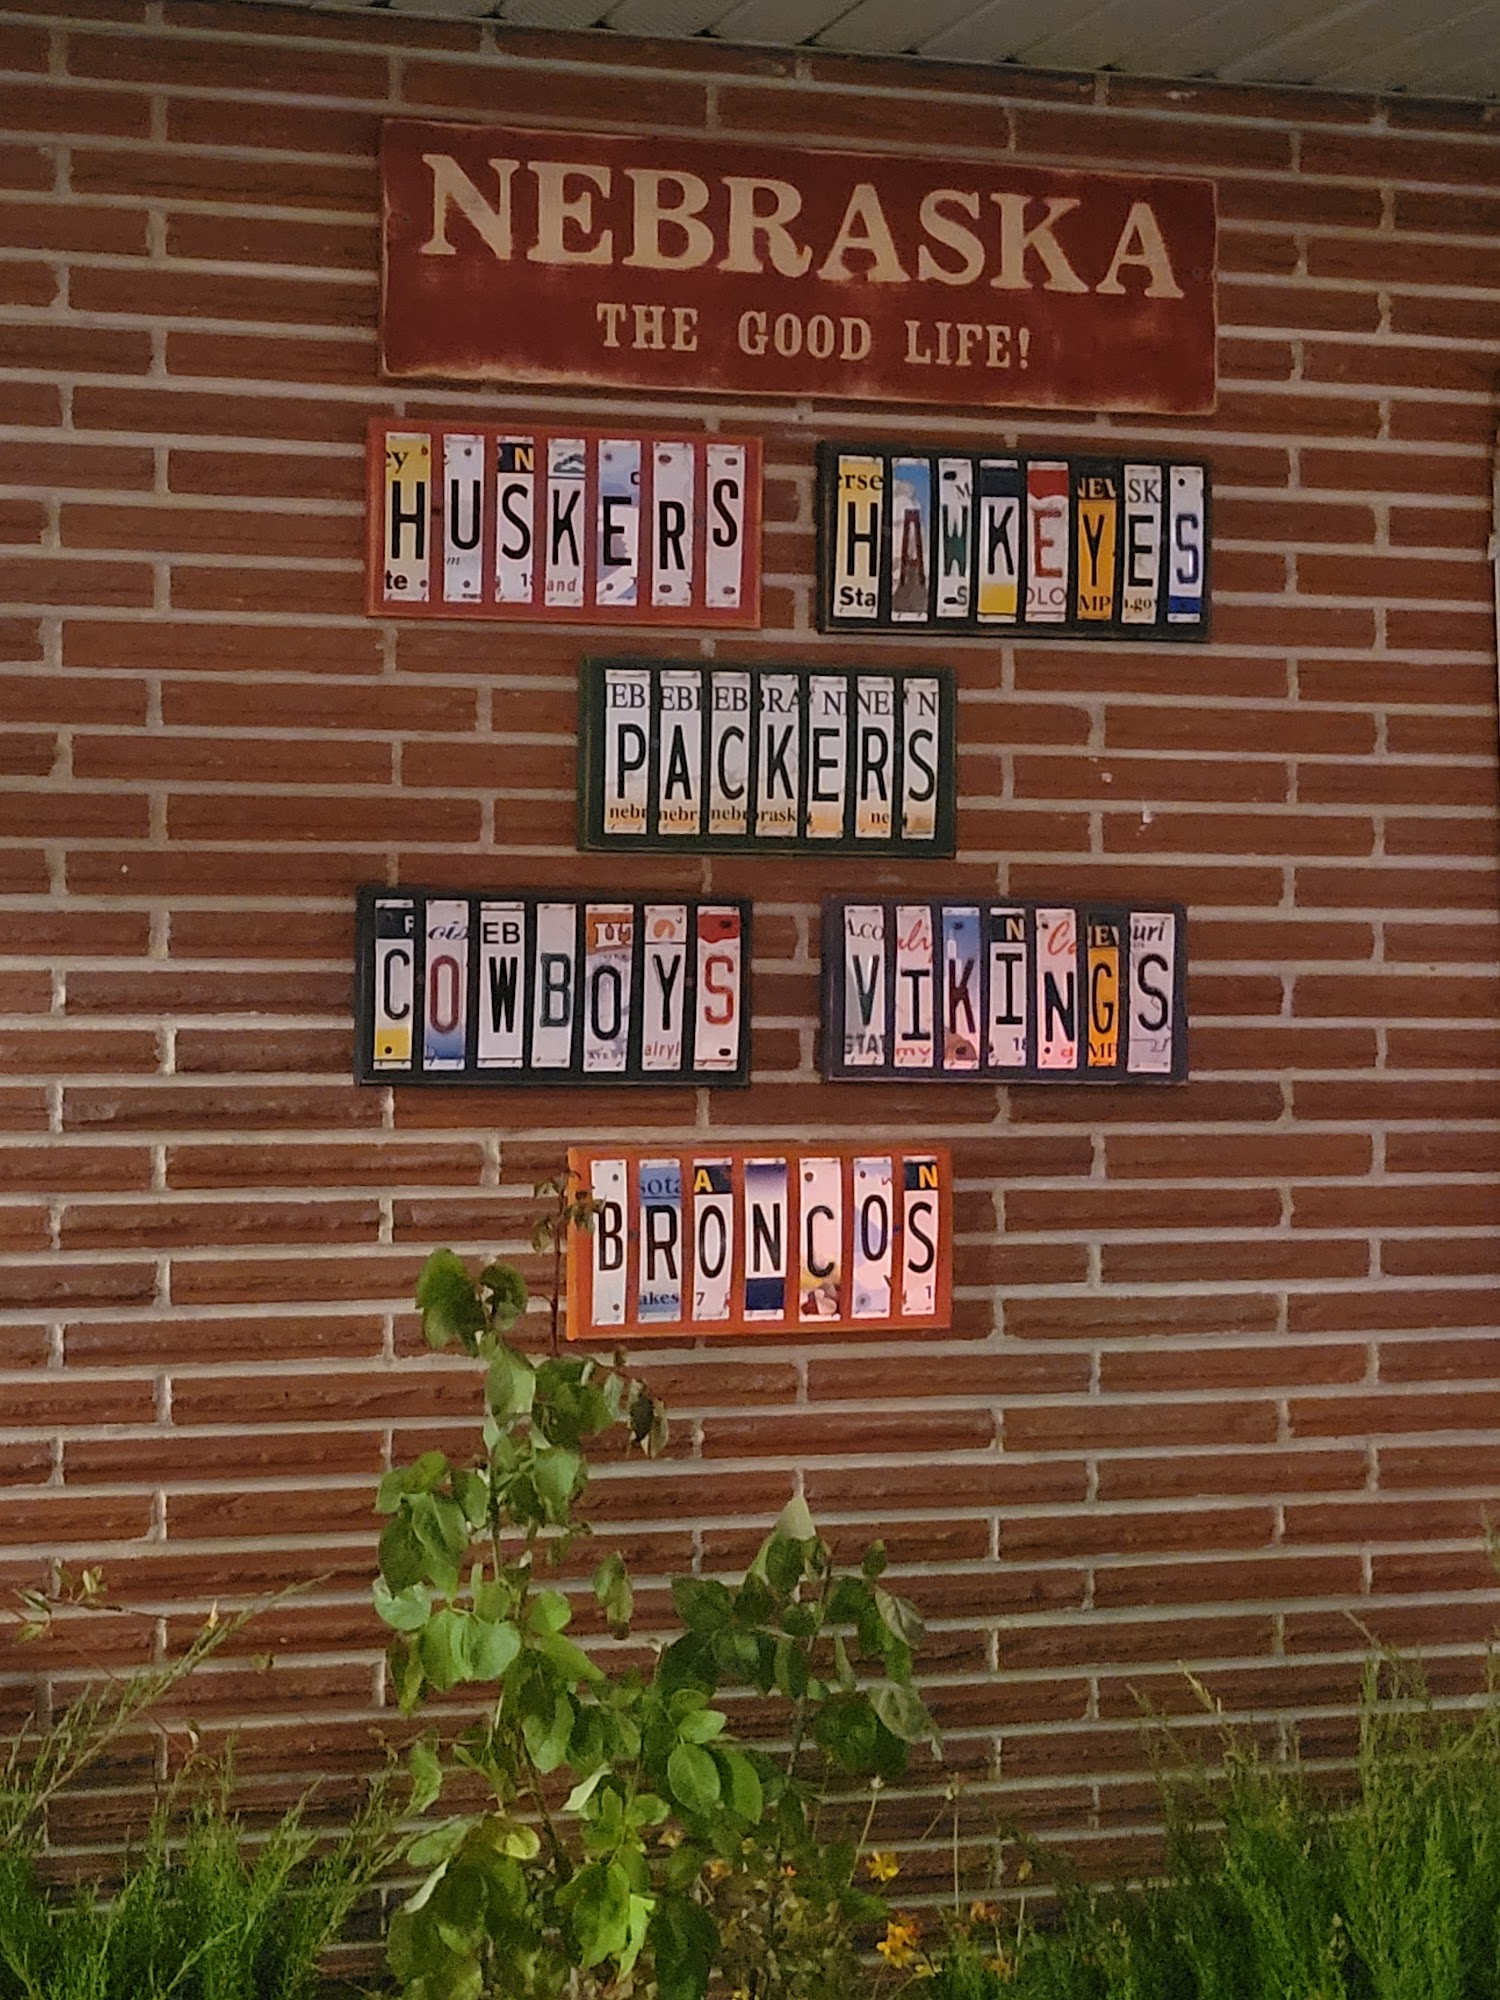 NEBRASKA
THE GOOD LIFE!
HUSKERS
HAWKEYES
PACKERS
COWBOYS
VIKINGS
BRONCOS